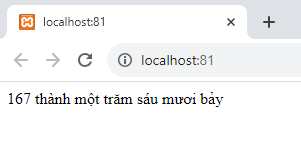 localhost:81
localhost:81
167 thành một trăm sáu mươi bảy